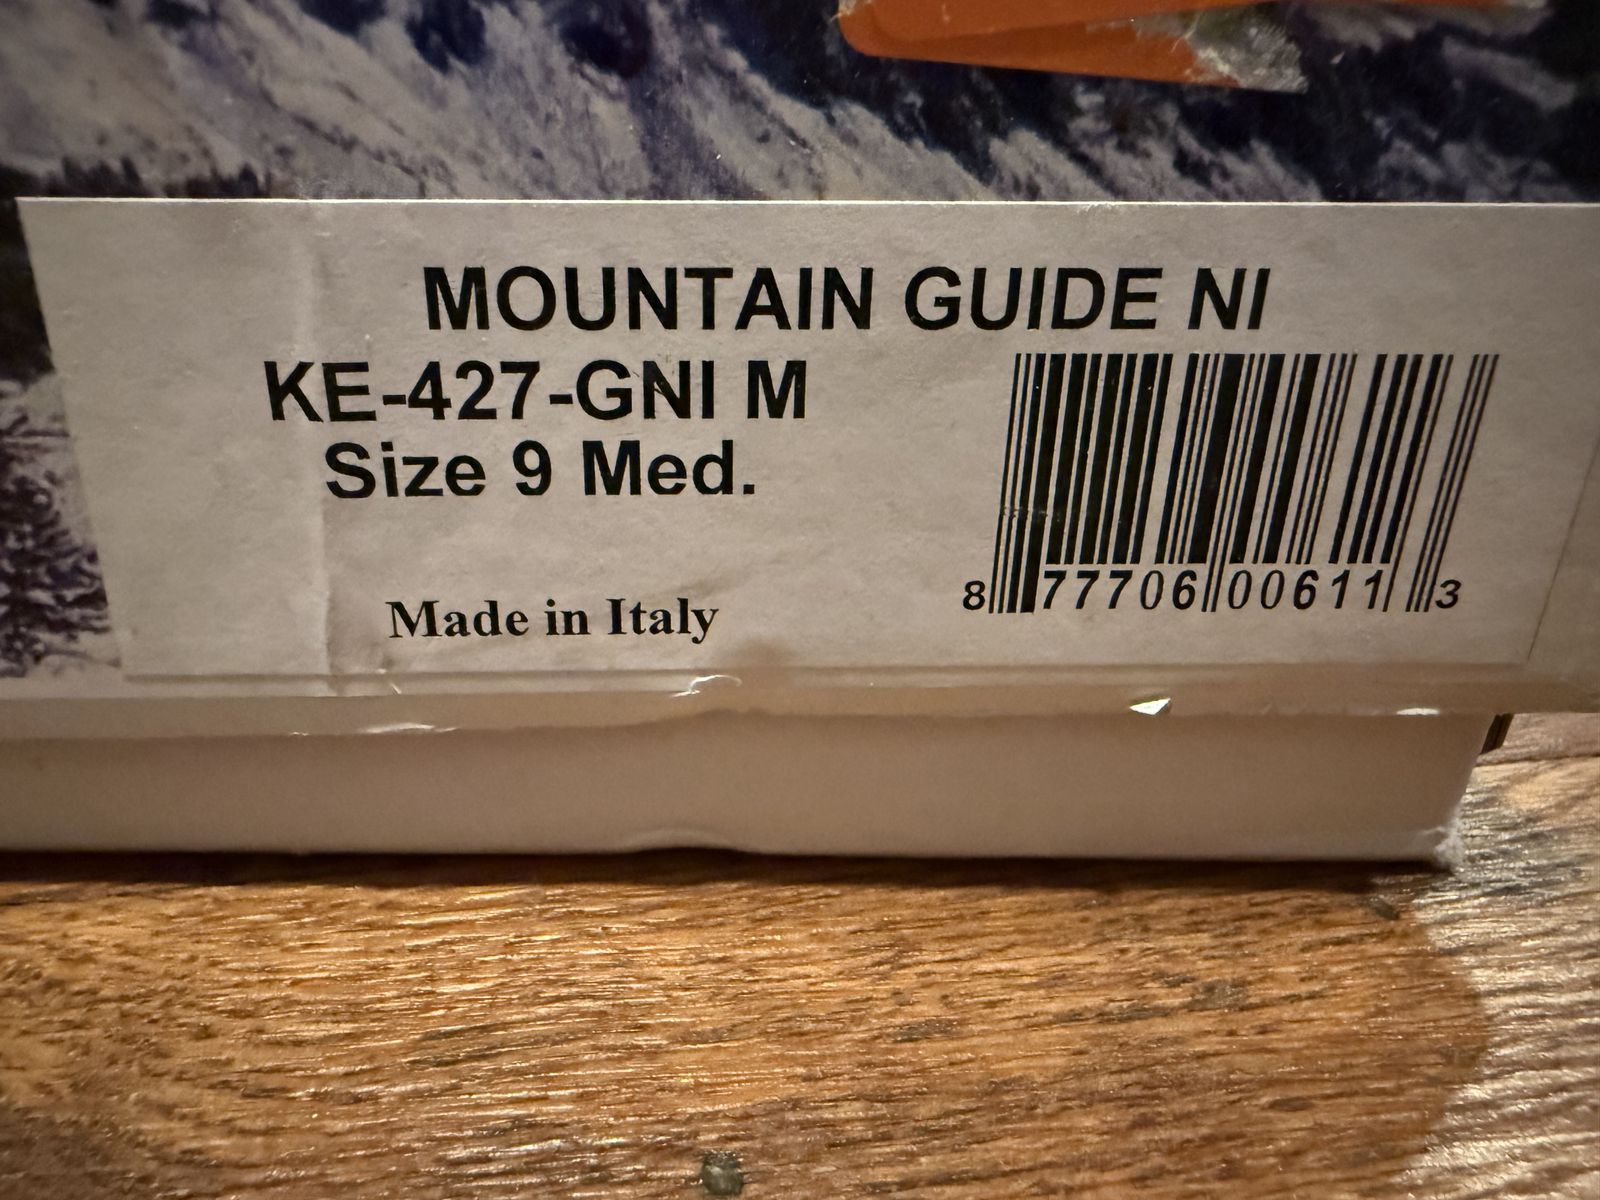 MOUNTAIN GUIDE NI
KE-427-GNI M
Size 9 Med.
Made in Italy
8 77706 00611 3